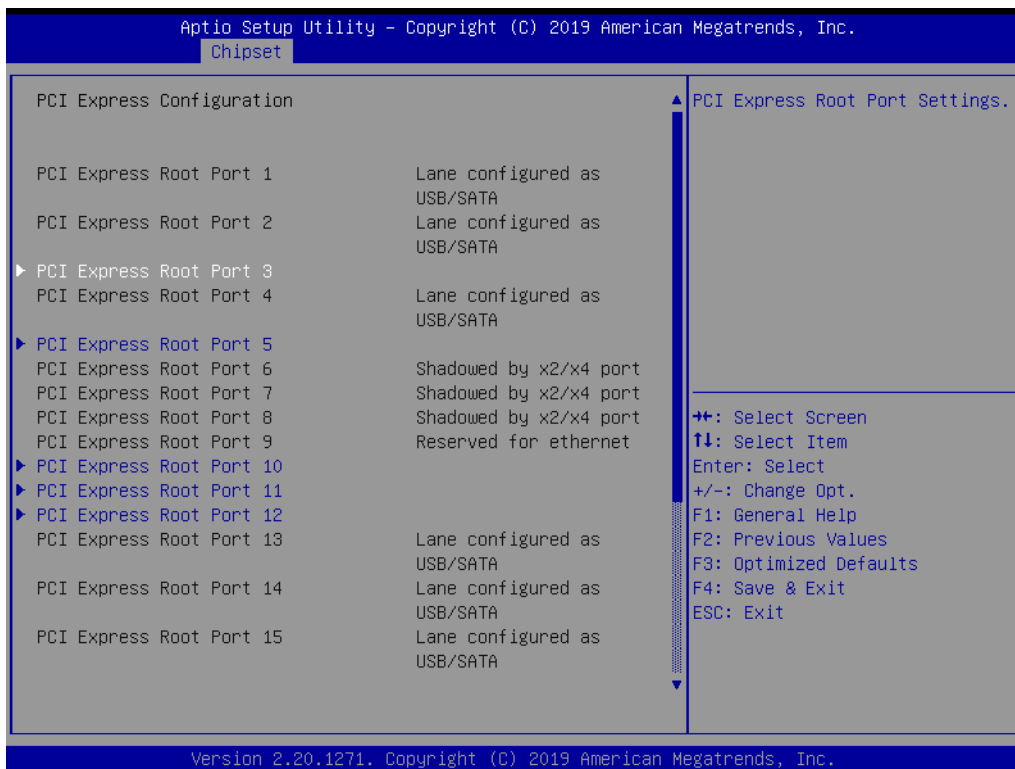 Aptio Setup Utility – Copyright (C) 2019 American Megatrends, Inc.
Chipset
PCI Express Configuration
PCI Express Root Port Settings.
PCI Express Root Port 1 Lane configured as
USB/SATA
PCI Express Root Port 2 Lane configured as
USB/SATA
PCI Express Root Port 3
PCI Express Root Port 4 Lane configured as
USB/SATA
PCI Express Root Port 5
PCI Express Root Port 6 Shadowed by x2/x4 port
PCI Express Root Port 7 Shadowed by x2/x4 port
PCI Express Root Port 8 Shadowed by x2/x4 port
PCI Express Root Port 9 Reserved for ethernet
PCI Express Root Port 10
PCI Express Root Port 11
PCI Express Root Port 12
PCI Express Root Port 13 Lane configured as
USB/SATA
PCI Express Root Port 14 Lane configured as
USB/SATA
PCI Express Root Port 15 Lane configured as
USB/SATA
→←: Select Screen
↑↓: Select Item
Enter: Select
+/-: Change Opt.
F1: General Help
F2: Previous Values
F3: Optimized Defaults
F4: Save & Exit
ESC: Exit
Version 2.20.1271. Copyright (C) 2019 American Megatrends, Inc.